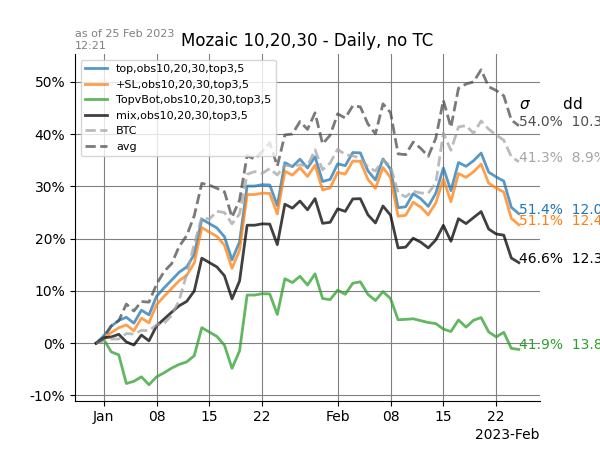 as of 25 Feb 2023
12:21
Mozaic 10,20,30 - Daily, no TC
top,obs10,20,30,top3,5
+SL,obs10,20,30,top3,5
TopvBot,obs10,20,30,top3,5
mix,obs10,20,30,top3,5
BTC
avg
σ dd
54.0% 10.3
41.3% 8.9%
51.4% 12.0
51.1% 12.4
46.6% 12.3
41.9% 13.8
50%
40%
30%
20%
10%
0%
-10%
Jan 08 15 22 Feb 08 15 22
2023-Feb